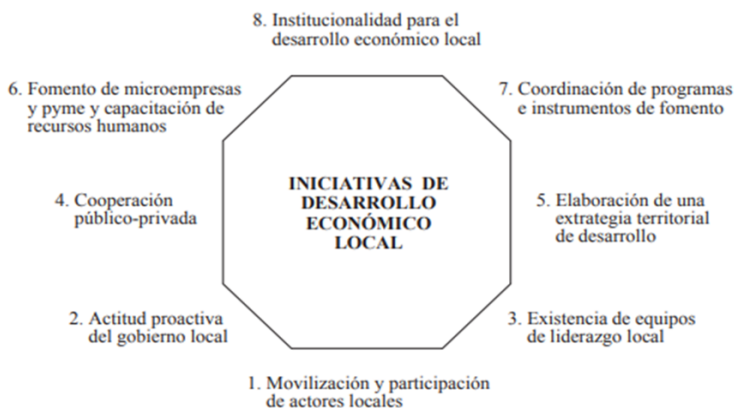 8. Institucionalidad para el
desarrollo económico local
6. Fomento de microempresas
y pyme y capacitación de
recursos humanos
7. Coordinación de programas
e instrumentos de fomento
INICIATIVAS DE
DESARROLLO
ECONÓMICO
LOCAL
4. Cooperación
público-privada
5. Elaboración de una
extrategia territorial
de desarrollo
2. Actitud proactiva
del gobierno local
3. Existencia de equipos
de liderazgo local
1. Movilización y participación
de actores locales